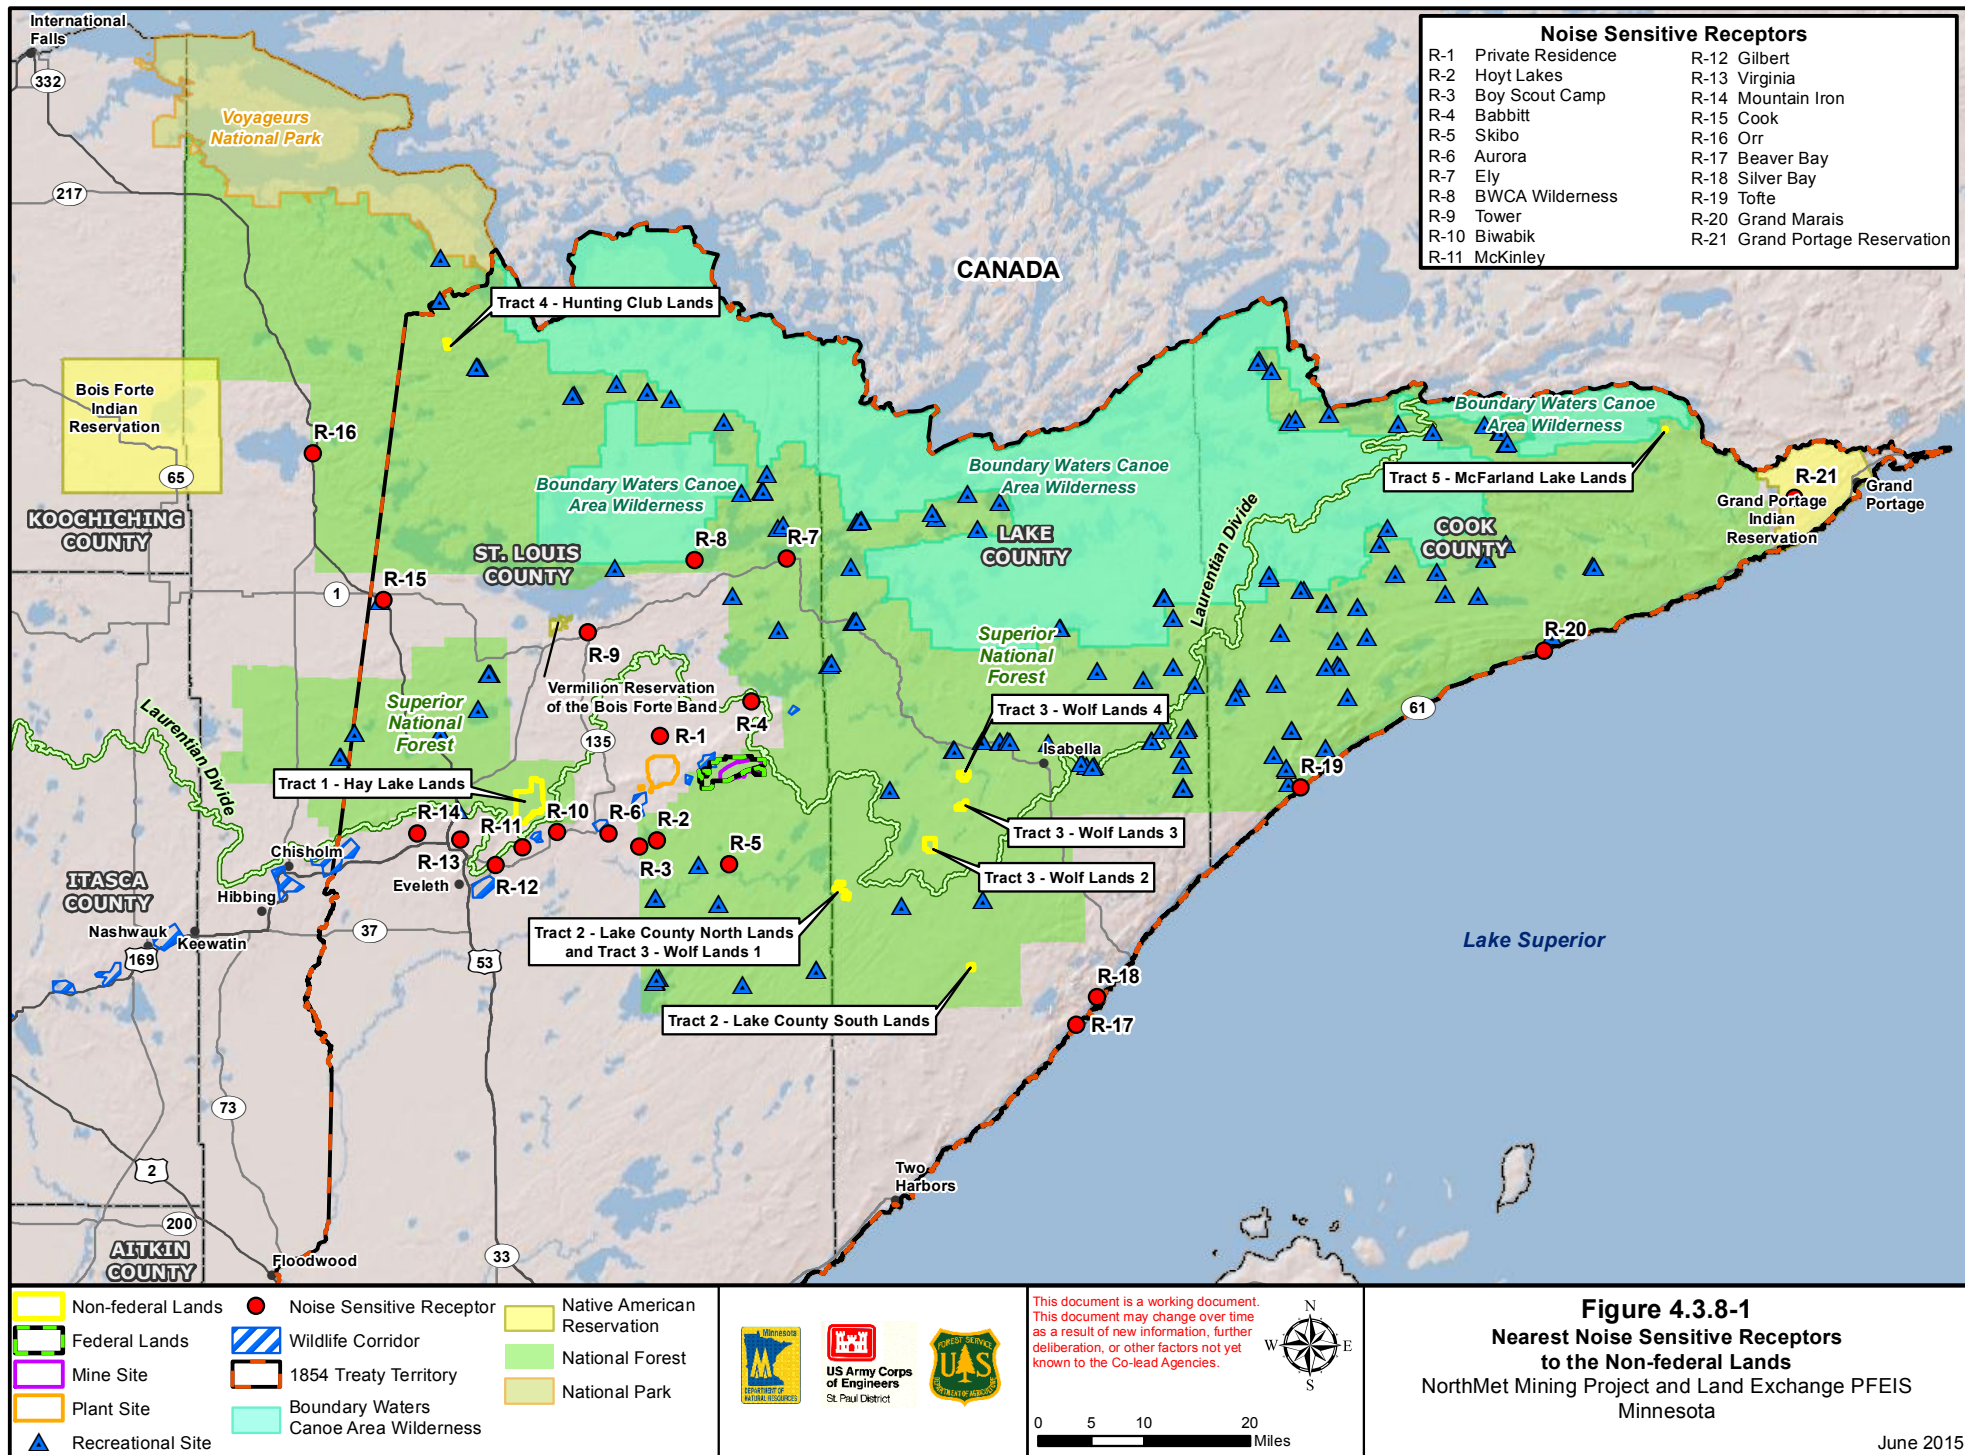 International
Falls
332
Voyageurs
National Park
217
Noise Sensitive Receptors
R-1 Private Residence
R-2 Hoyt Lakes
R-3 Boy Scout Camp
R-4 Babbitt
R-5 Skibo
R-6 Aurora
R-7 Ely
R-8 BWCA Wilderness
R-9 Tower
R-10 Biwabik
R-11 McKinley
R-12 Gilbert
R-13 Virginia
R-14 Mountain Iron
R-15 Cook
R-16 Orr
R-17 Beaver Bay
R-18 Silver Bay
R-19 Tofte
R-20 Grand Marais
R-21 Grand Portage Reservation
CANADA
Tract 4 - Hunting Club Lands
Bois Forte
Indian
Reservation
65
R-16
Boundary Waters Canoe
Area Wilderness
Boundary Waters Canoe
Area Wilderness
Boundary Waters Canoe
Area Wilderness
Tract 5 - McFarland Lake Lands
R-21
Grand Portage
Indian
Reservation
Grand
Portage
KOOCHICHING
COUNTY
ST. LOUIS
COUNTY
LAKE
COUNTY
COOK
COUNTY
Laurentian Divide
R-8
R-7
R-15
1
R-9
Vermilion Reservation
of the Bois Forte Band
Superior
National
Forest
R-20
Superior
National
Forest
Laurentian Divide
135
R-1
R-4
Tract 3 - Wolf Lands 4
Isabella
61
R-19
Tract 1 - Hay Lake Lands
R-14
R-13
R-11
R-10
R-6
R-2
R-3
R-5
R-12
Tract 3 - Wolf Lands 3
Tract 3 - Wolf Lands 2
Chisholm
Hibbing
Eveleth
ITASCA
COUNTY
Nashwauk
Keewatin
169
37
53
Tract 2 - Lake County North Lands
and Tract 3 - Wolf Lands 1
Tract 2 - Lake County South Lands
R-18
R-17
Lake Superior
73
2
200
AITKIN
COUNTY
Floodwood
33
Two
Harbors
Non-federal Lands
Federal Lands
Mine Site
Plant Site
Recreational Site
Noise Sensitive Receptor
Wildlife Corridor
1854 Treaty Territory
Boundary Waters
Canoe Area Wilderness
Native American
Reservation
National Forest
National Park
Minnesota
DEPARTMENT OF
NATURAL RESOURCES
US Army Corps
of Engineers
St. Paul District
FOREST SERVICE
U S
DEPARTMENT OF AGRICULTURE
This document is a working document.
This document may change over time
as a result of new information, further
deliberation, or other factors not yet
known to the Co-lead Agencies.
N
W E
S
0 5 10 20
Miles
Figure 4.3.8-1
Nearest Noise Sensitive Receptors
to the Non-federal Lands
NorthMet Mining Project and Land Exchange PFEIS
Minnesota
June 2015